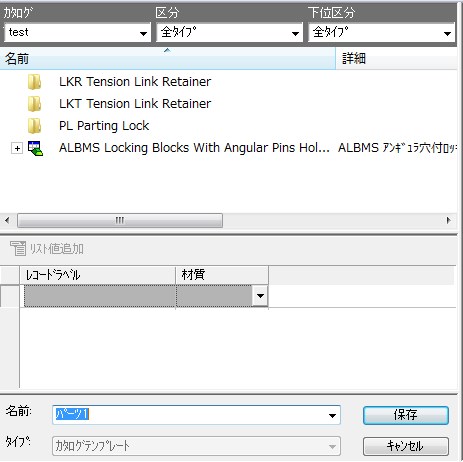 ｶﾀﾛｸﾞ 区分 下位区分
test 全ﾀｲﾌﾟ 全ﾀｲﾌﾟ
名前 詳細
LKR Tension Link Retainer
LKT Tension Link Retainer
PL Parting Lock
ALBMS Locking Blocks With Angular Pins Hol... ALBMS ｱﾝｷﾞｭﾗ穴付ﾛｯｷ
リスト値追加
ﾚｺｰﾄﾞﾗﾍﾞﾙ 材質
名前: パーツ1 保存
ﾀｲﾌﾟ: ｶﾀﾛｸﾞﾃﾝﾌﾟﾚｰﾄ ｷｬﾝｾﾙ